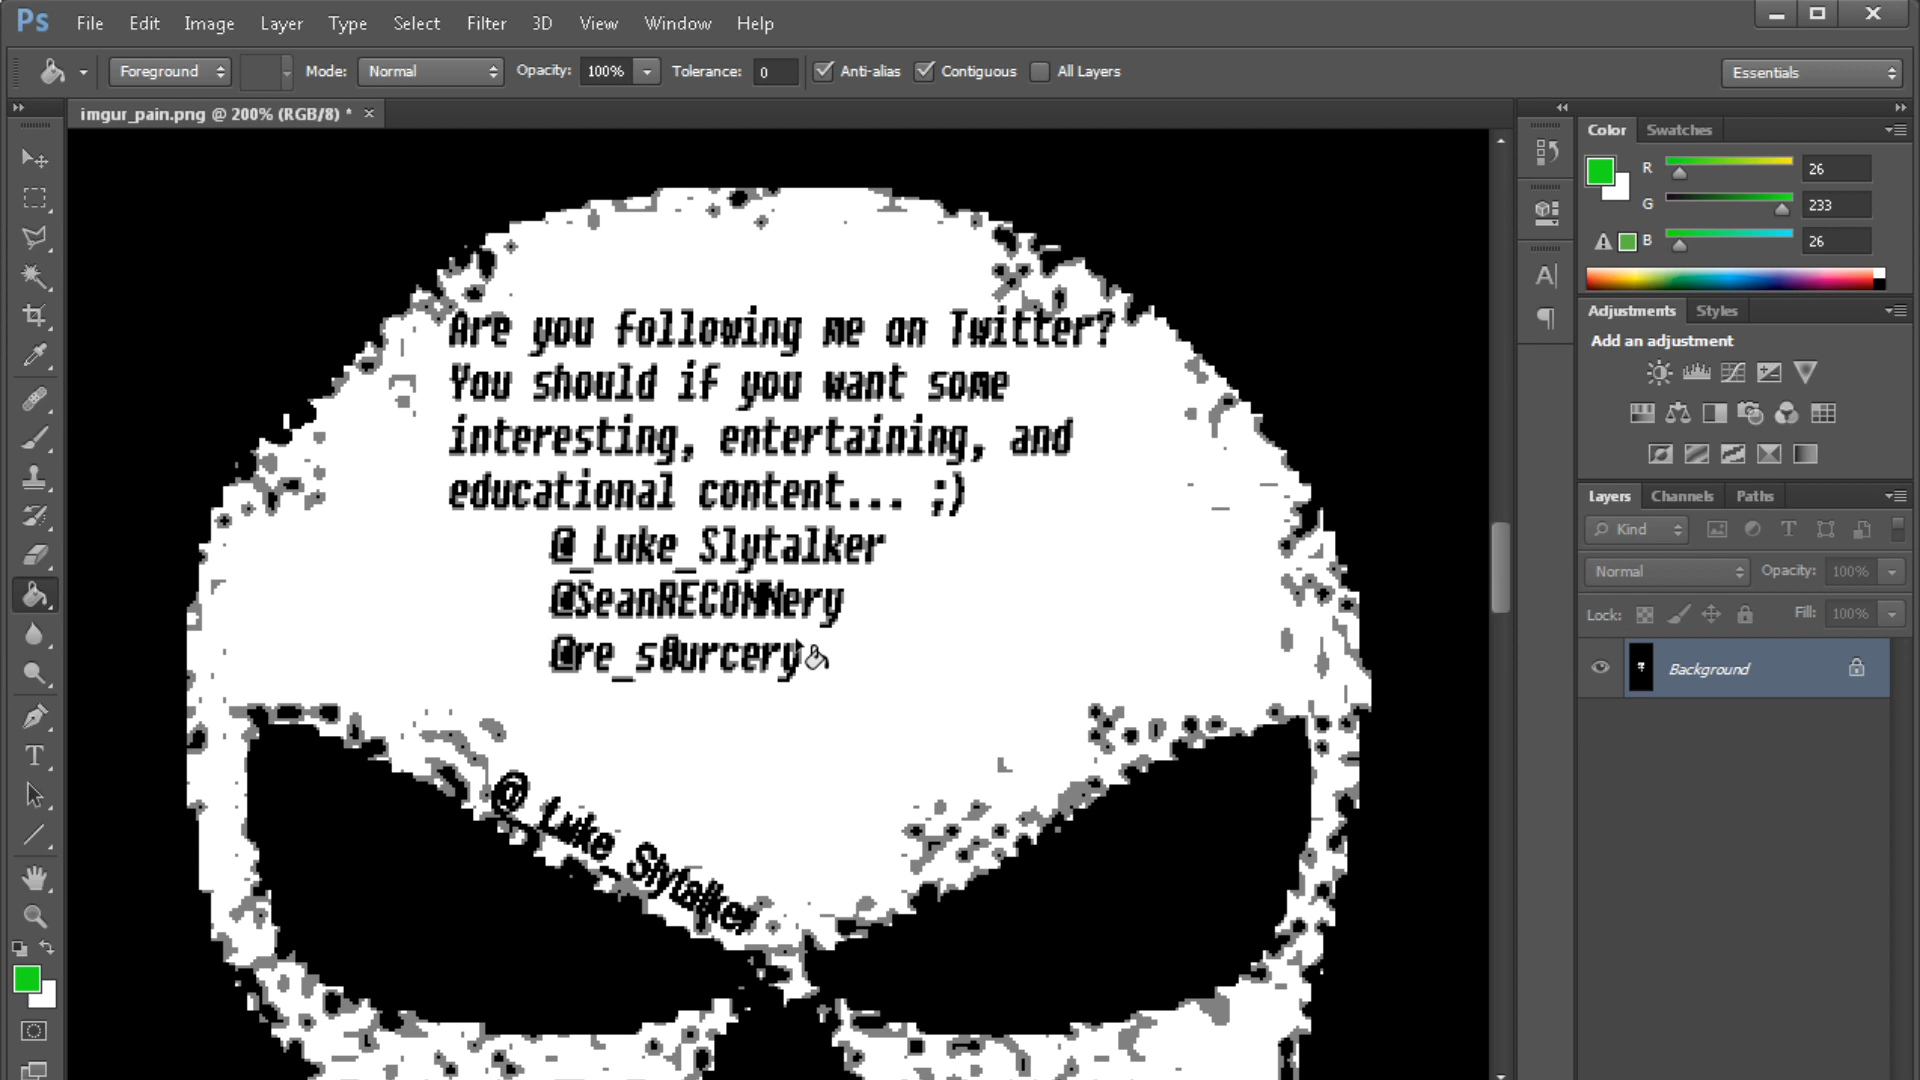 Ps File Edit Image Layer Type Select Filter 3D View Window Help
Foreground Mode: Normal Opacity: 100% Tolerance: 0 Anti-alias Contiguous All Layers Essentials
imgur_pain.png @ 200% (RGB/8) *
Color Swatches
R 26
G 233
B 26
Adjustments Styles
Add an adjustment
Layers Channels Paths
Kind
Normal Opacity: 100%
Lock: Fill: 100%
Background
Are you following me on Twitter?
You should if you want some
interesting, entertaining, and
educational content... ;)
@_Luke_Slytalker
@SeanRECONNery
@re_s0urcery
@_Luke_Slytalker